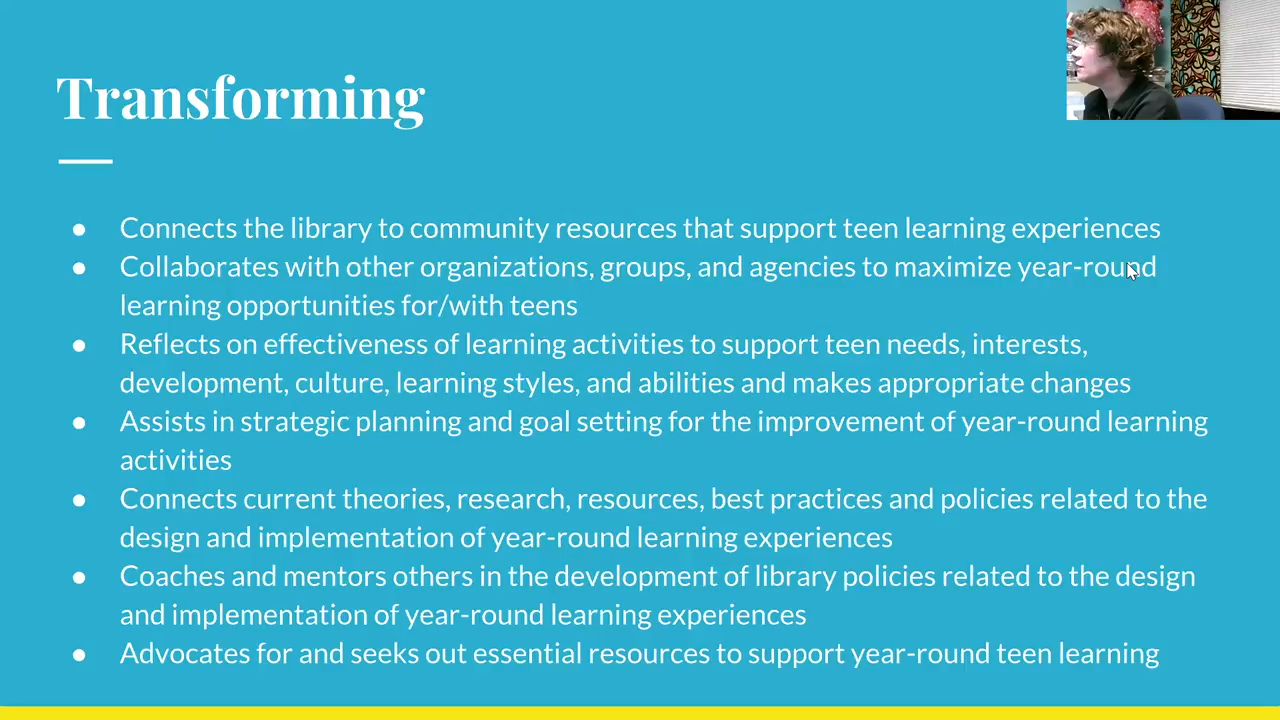 Transforming
● Connects the library to community resources that support teen learning experiences
● Collaborates with other organizations, groups, and agencies to maximize year-round
learning opportunities for/with teens
● Reflects on effectiveness of learning activities to support teen needs, interests,
development, culture, learning styles, and abilities and makes appropriate changes
● Assists in strategic planning and goal setting for the improvement of year-round learning
activities
● Connects current theories, research, resources, best practices and policies related to the
design and implementation of year-round learning experiences
● Coaches and mentors others in the development of library policies related to the design
and implementation of year-round learning experiences
● Advocates for and seeks out essential resources to support year-round teen learning